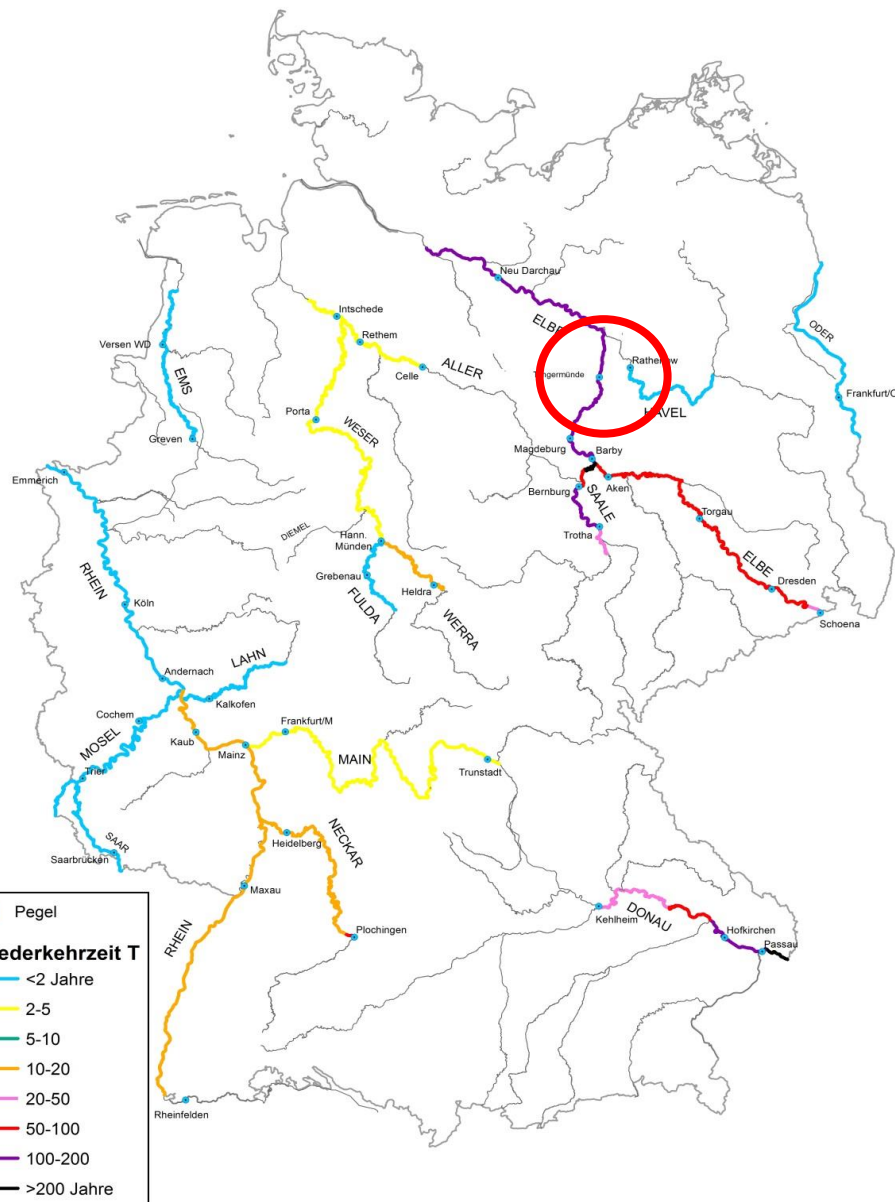 Neu Darchau
ELBE
Intschede
Rethem
ODER
Versen WD
ALLER
Rathenow
Celle
EMS
Tangermünde
Frankfurt/O
HAVEL
Porta
WESER
Greven
Magdeburg
Barby
Emmerich
Bernburg
SAALE
Aken
Torgau
Trotha
DIEMEL
Hann.
Münden
RHEIN
Grebenau
Heldra
ELBE
Dresden
Köln
FULDA
WERRA
Schoena
LAHN
Andernach
Kalkofen
Cochem
MOSEL
Kaub
Frankfurt/M
Mainz
MAIN
Trunstadt
Trier
SAAR
Saarbrücken
Heidelberg
NECKAR
Maxau
Kehlheim
DONAU
Plochingen
Hofkirchen
Passau
RHEIN
Rheinfelden
Pegel
ederkehrzeit T
<2 Jahre
2-5
5-10
10-20
20-50
50-100
100-200
>200 Jahre